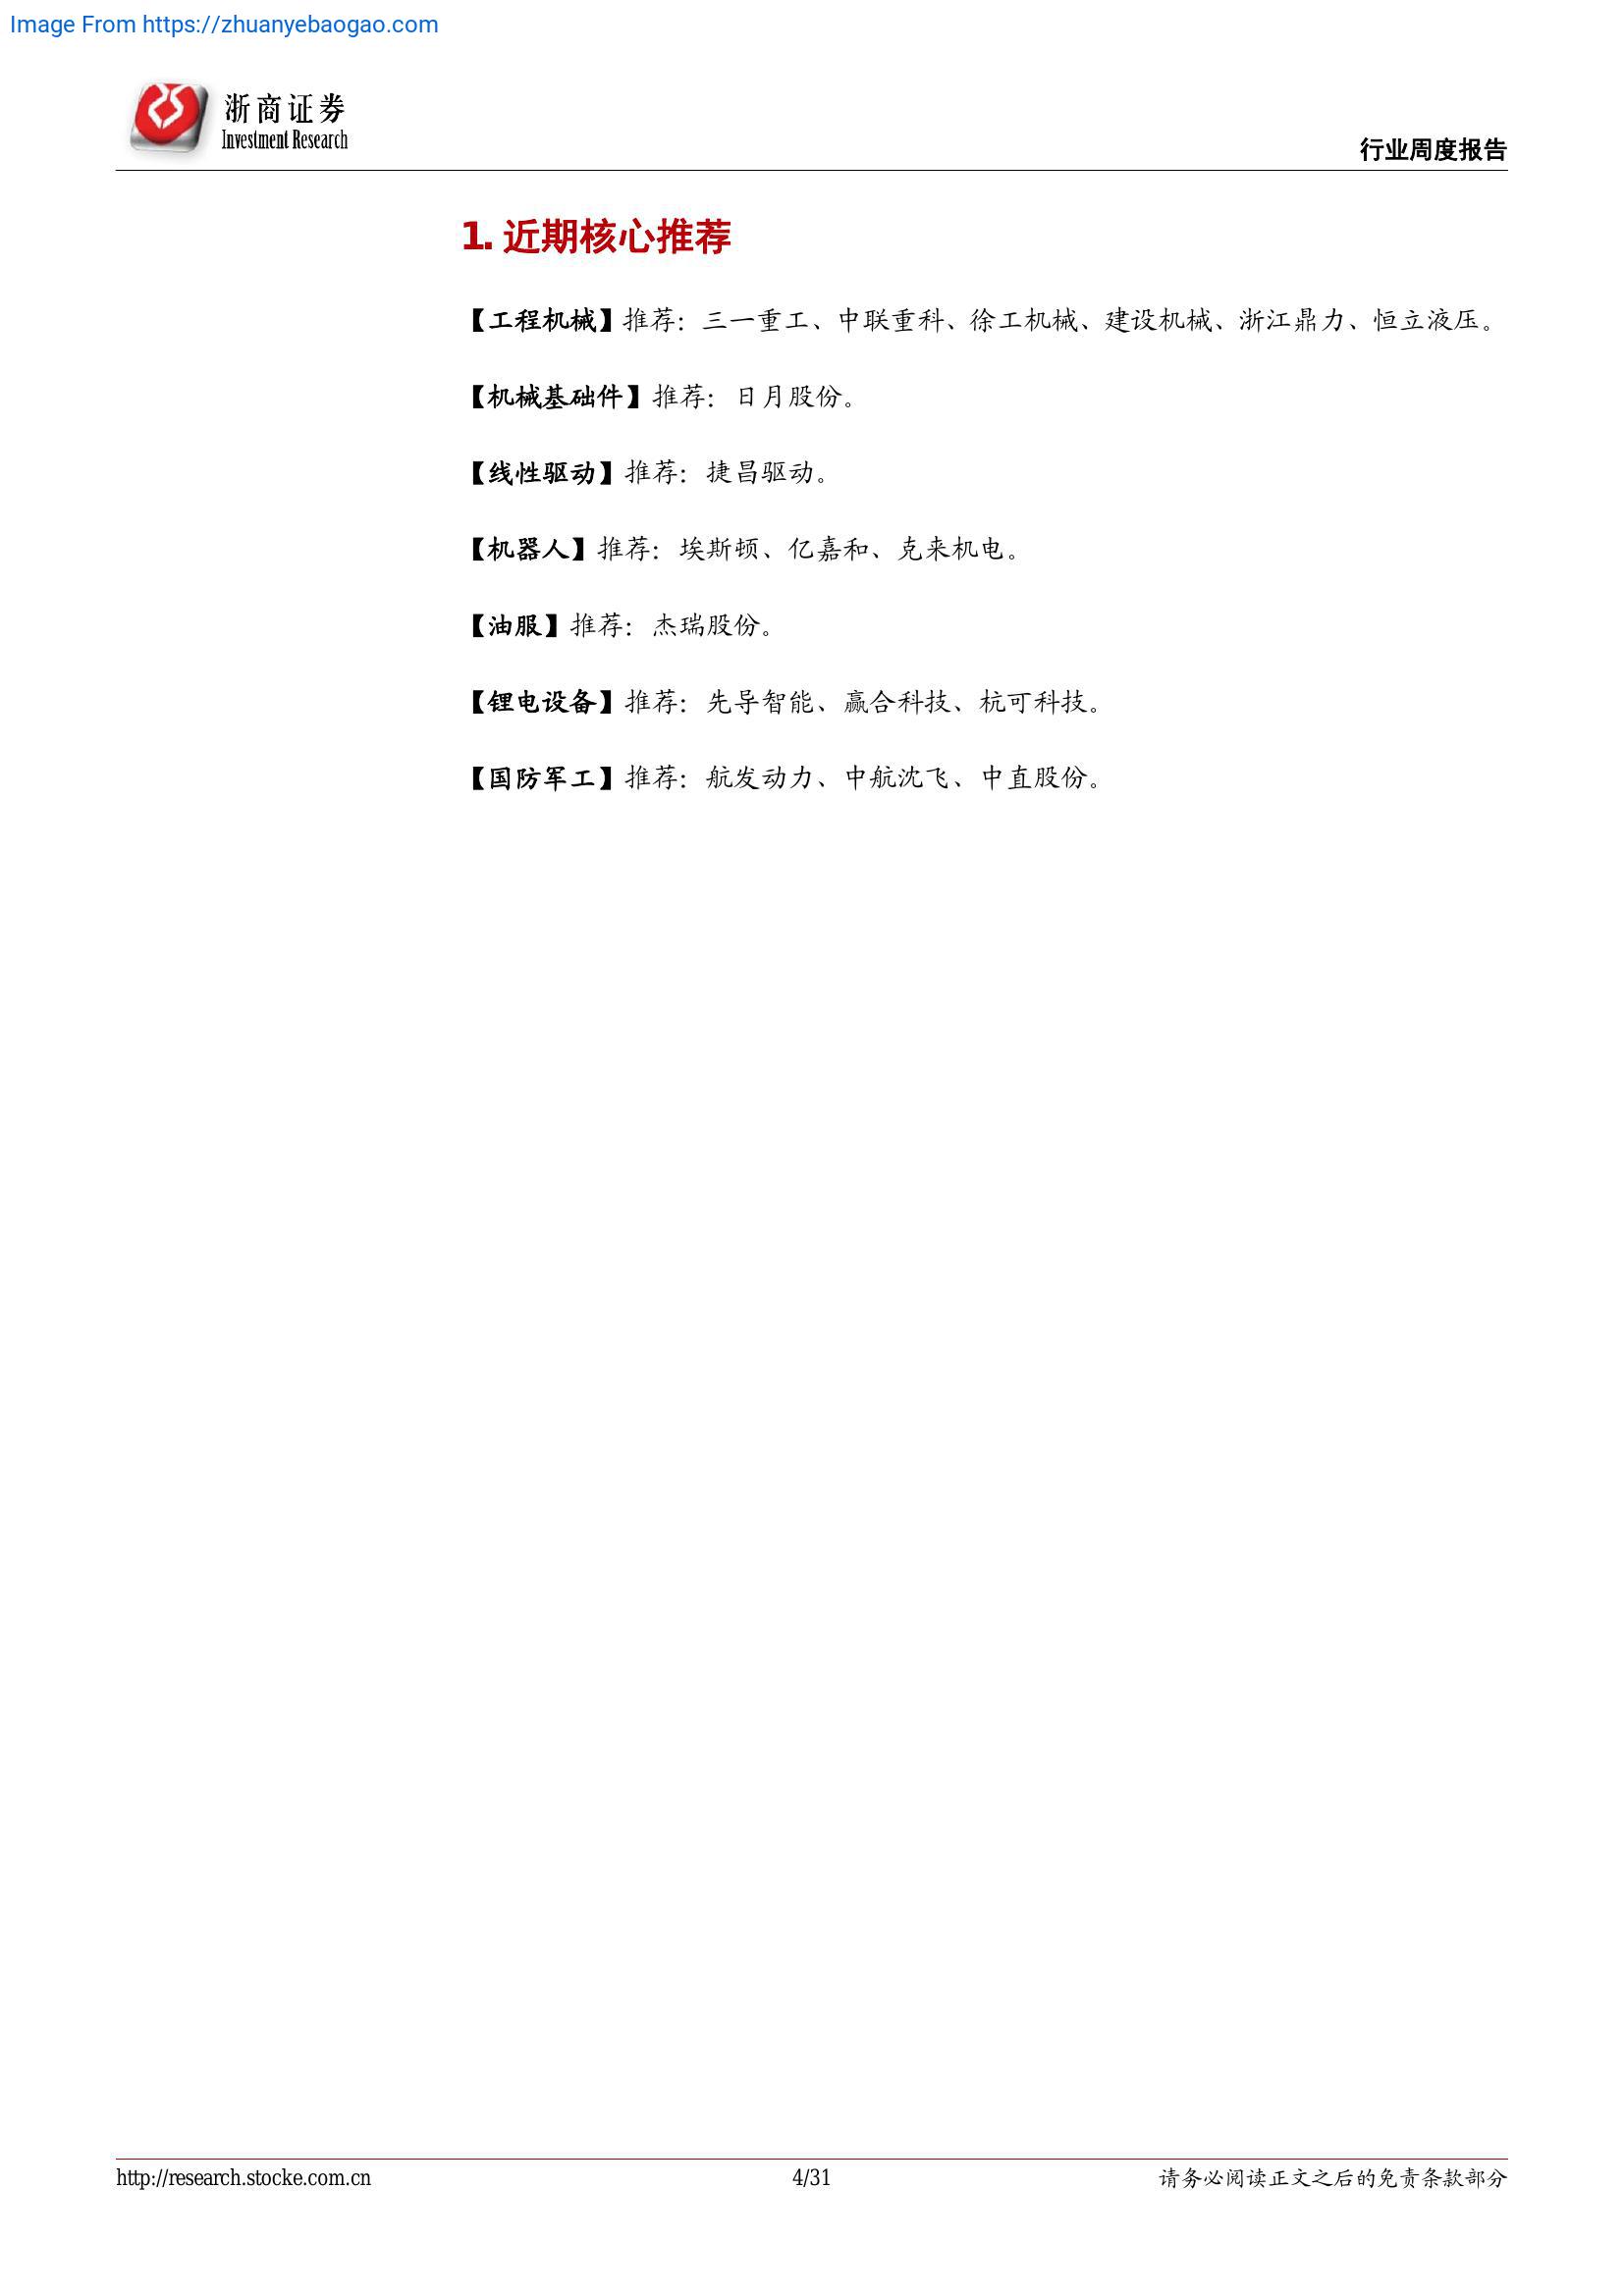 Image From https://zhuanyebaogao.com
浙商证券
Investment Research
行业周度报告
1. 近期核心推荐
【工程机械】推荐：三一重工、中联重科、徐工机械、建设机械、浙江鼎力、恒立液压。
【机械基础件】推荐：日月股份。
【线性驱动】推荐：捷昌驱动。
【机器人】推荐：埃斯顿、亿嘉和、克来机电。
【油服】推荐：杰瑞股份。
【锂电设备】推荐：先导智能、赢合科技、杭可科技。
【国防军工】推荐：航发动力、中航沈飞、中直股份。
http://research.stocke.com.cn
4/31
请务必阅读正文之后的免责条款部分